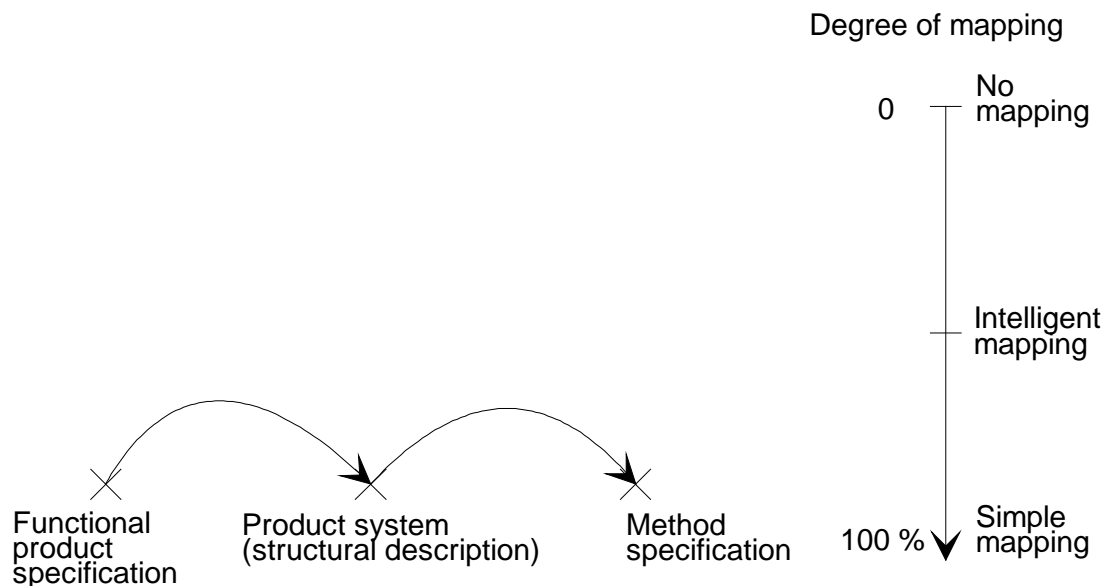 Degree of mapping
0
No
mapping
Intelligent
mapping
Functional
product
specification
Product system
(structural description)
Method
specification
100 %
Simple
mapping